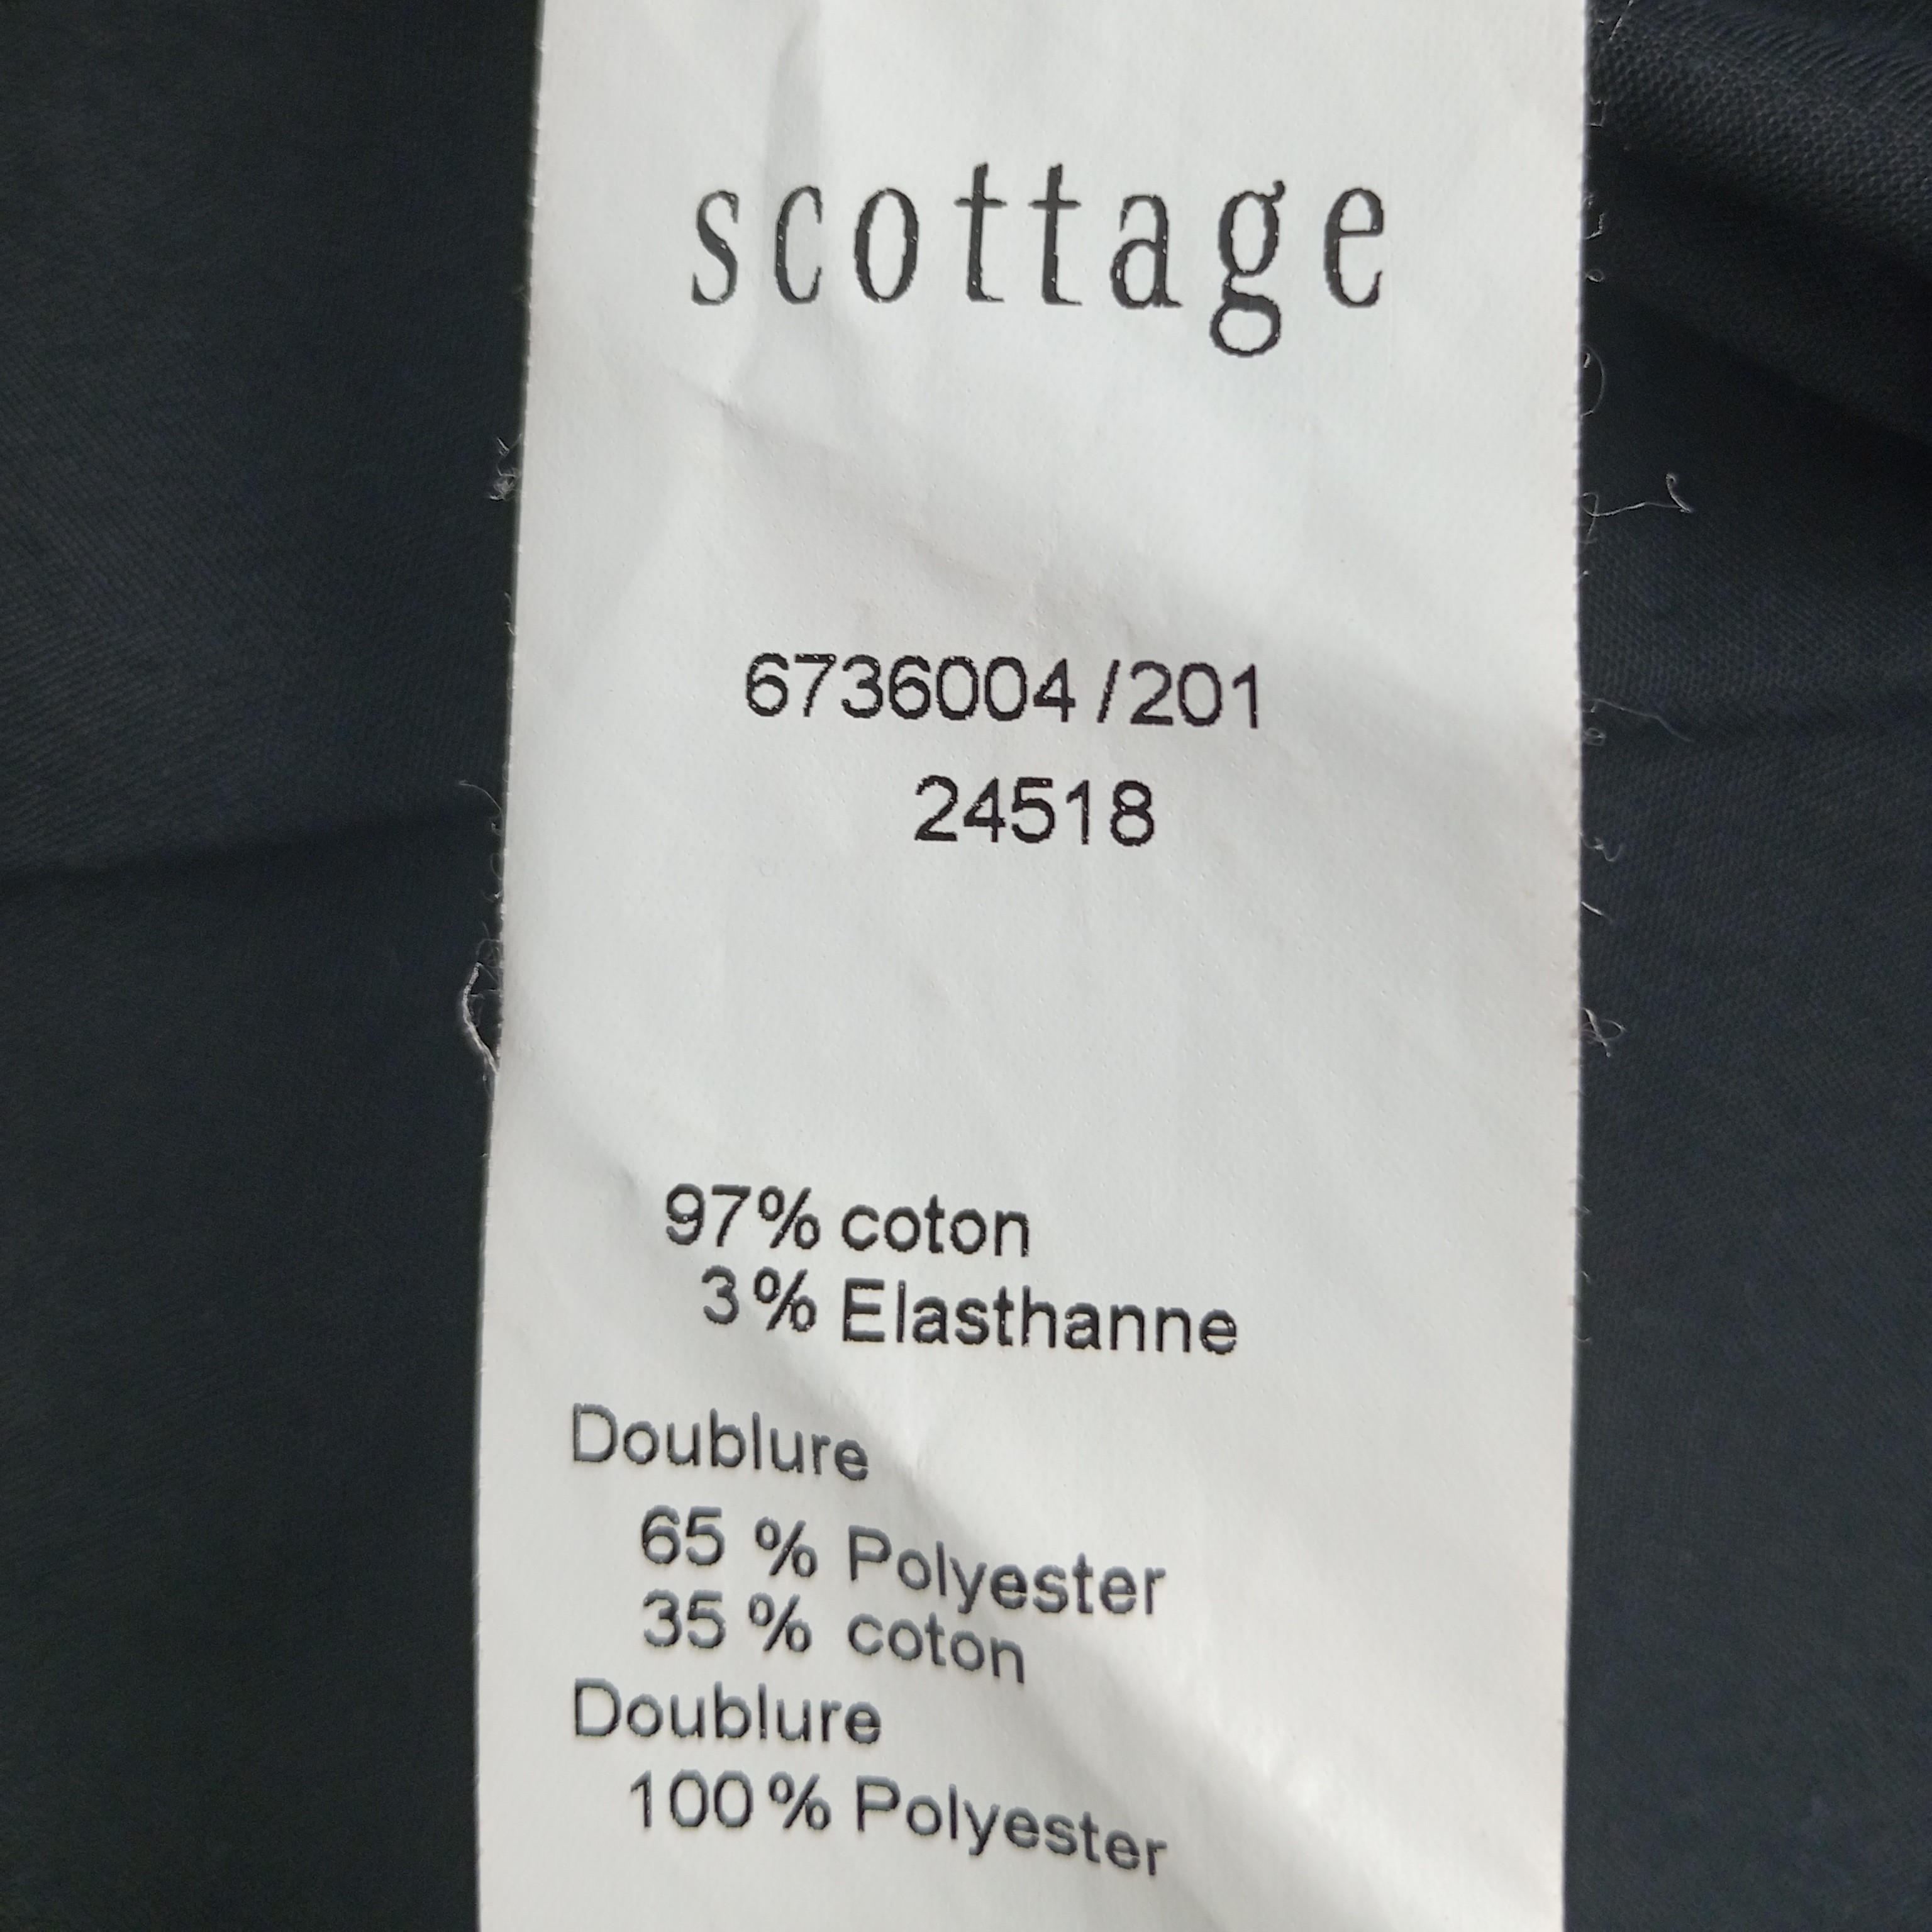 scottage
6736004/201
24518
97% coton
3% Elasthanne
Doublure
65 % Polyester
35 % coton
Doublure
100% Polyester